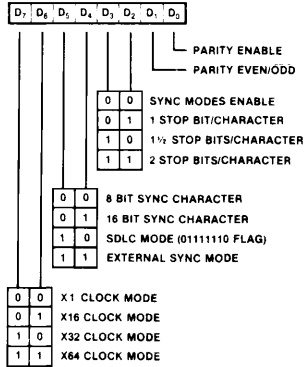 D7 D6 D5 D4 D3 D2 D1 D0
PARITY ENABLE
PARITY EVEN/ODD
0 0 SYNC MODES ENABLE
0 1 1 STOP BIT/CHARACTER
1 0 1½ STOP BITS/CHARACTER
1 1 2 STOP BITS/CHARACTER
0 0 8 BIT SYNC CHARACTER
0 1 16 BIT SYNC CHARACTER
1 0 SDLC MODE (01111110 FLAG)
1 1 EXTERNAL SYNC MODE
0 0 X1 CLOCK MODE
0 1 X16 CLOCK MODE
1 0 X32 CLOCK MODE
1 1 X64 CLOCK MODE